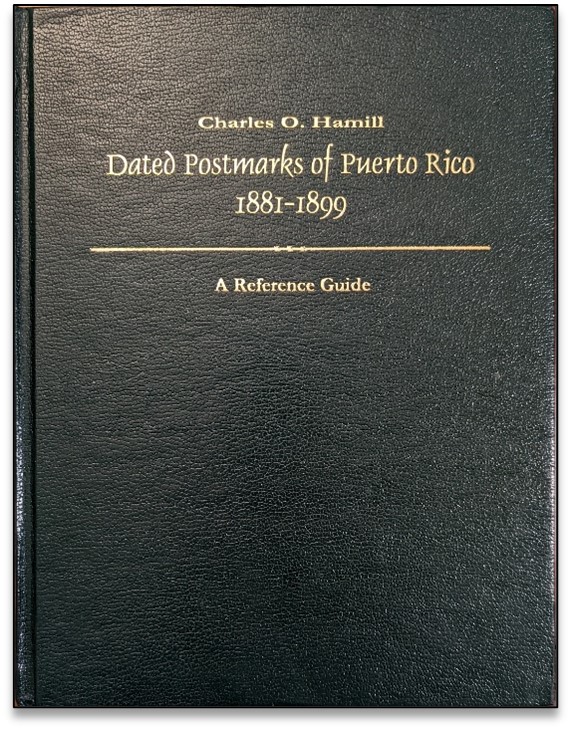 Charles O. Hamill
Dated Postmarks of Puerto Rico
1881-1899
A Reference Guide